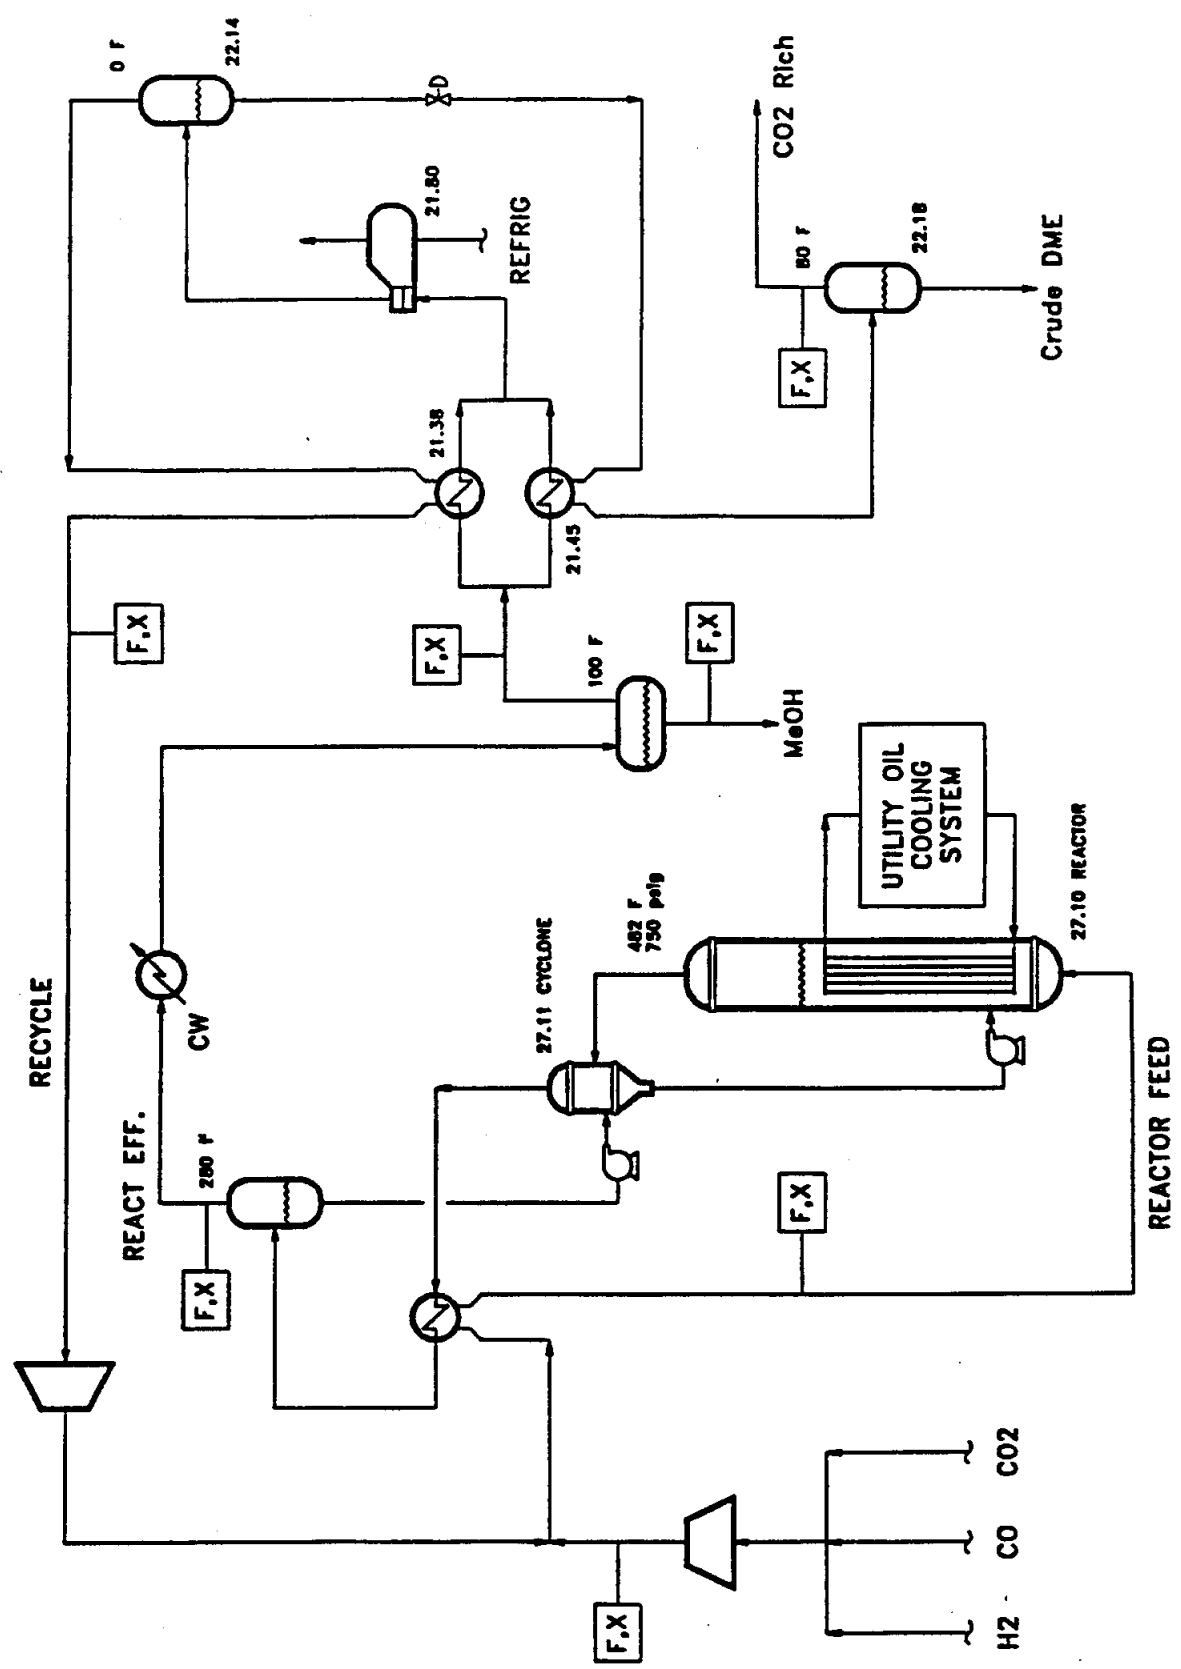 RECYCLE
0 F
REACT EFF.
F,X
F,X
280 F
CW
22.14
F,X
21.38
21.80
D
REFRIG
27.11 CYCLONE
21.45
100 F
F,X
482 F
750 psig
F,X
MeOH
CO2 Rich
F,X
F,X
80 F
UTILITY OIL
COOLING
SYSTEM
22.18
H2
CO
CO2
Crude DME
27.10 REACTOR
REACTOR FEED